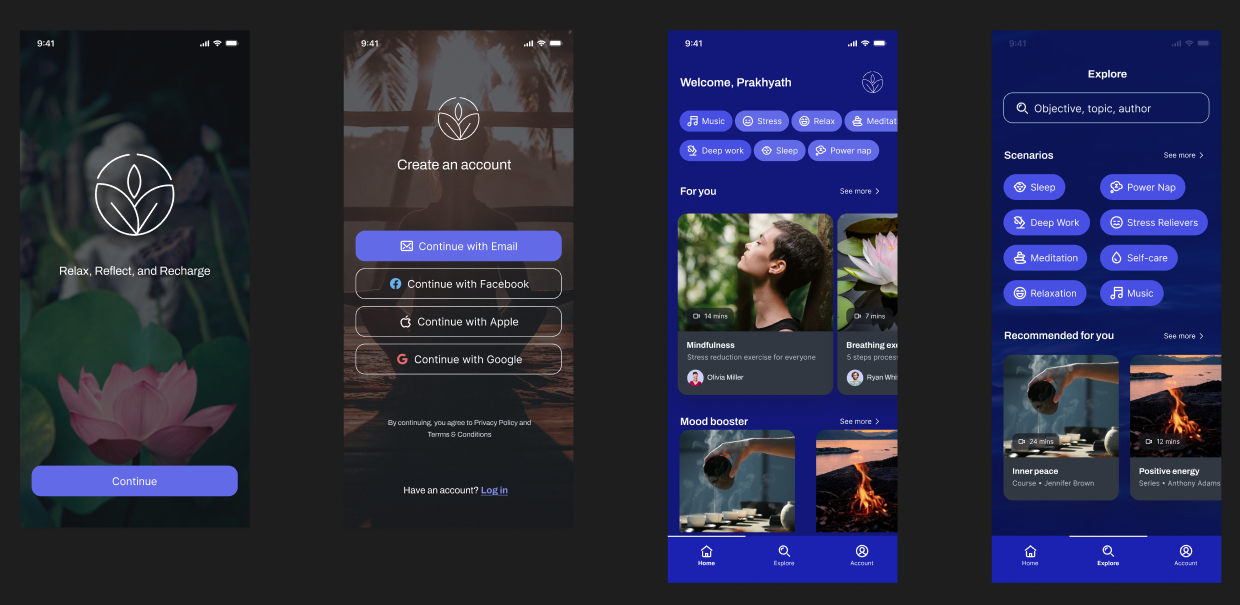 9:41
Relax, Reflect, and Recharge
Continue
9:41
Create an account
Continue with Email
Continue with Facebook
Continue with Apple
Continue with Google
By continuing, you agree to Privacy Policy and
Terms & Conditions
Have an account? Log in
9:41
Welcome, Prakhyath
Music Stress Relax Meditat
Deep work Sleep Power nap
For you See more
14 mins 7 mins
Mindfulness Breathing exe
Stress reduction exercise for everyone 5 steps process
Olivia Miller Ryan Whi
Mood booster See more
Home Explore Account
9:41
Explore
Objective, topic, author
Scenarios See more
Sleep Power Nap
Deep Work Stress Relievers
Meditation Self-care
Relaxation Music
Recommended for you See more
24 mins 12 mins
Inner peace Positive energy
Course • Jennifer Brown Series • Anthony Adams
Home Explore Account